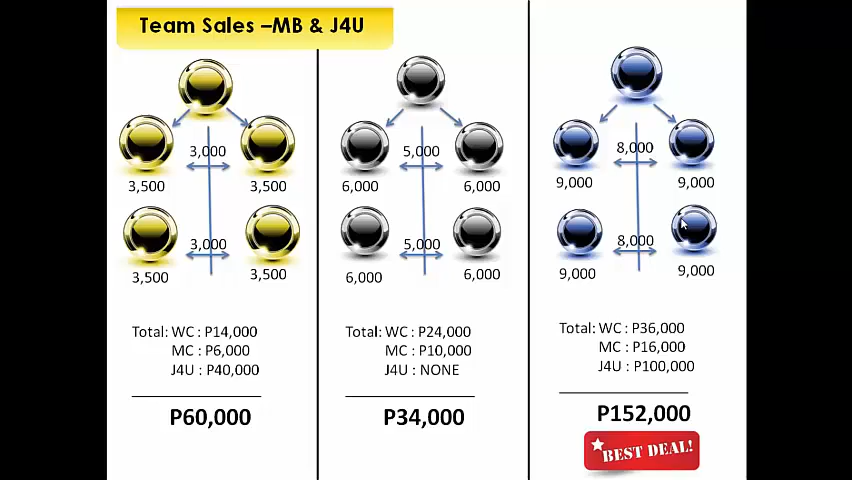 Team Sales –MB & J4U
3,000
3,500 3,500
3,000
3,500 3,500
Total: WC : P14,000
MC : P6,000
J4U : P40,000
P60,000
5,000
6,000 6,000
5,000
6,000 6,000
Total: WC : P24,000
MC : P10,000
J4U : NONE
P34,000
8,000
9,000 9,000
8,000
9,000 9,000
Total: WC : P36,000
MC : P16,000
J4U : P100,000
P152,000
BEST DEAL!